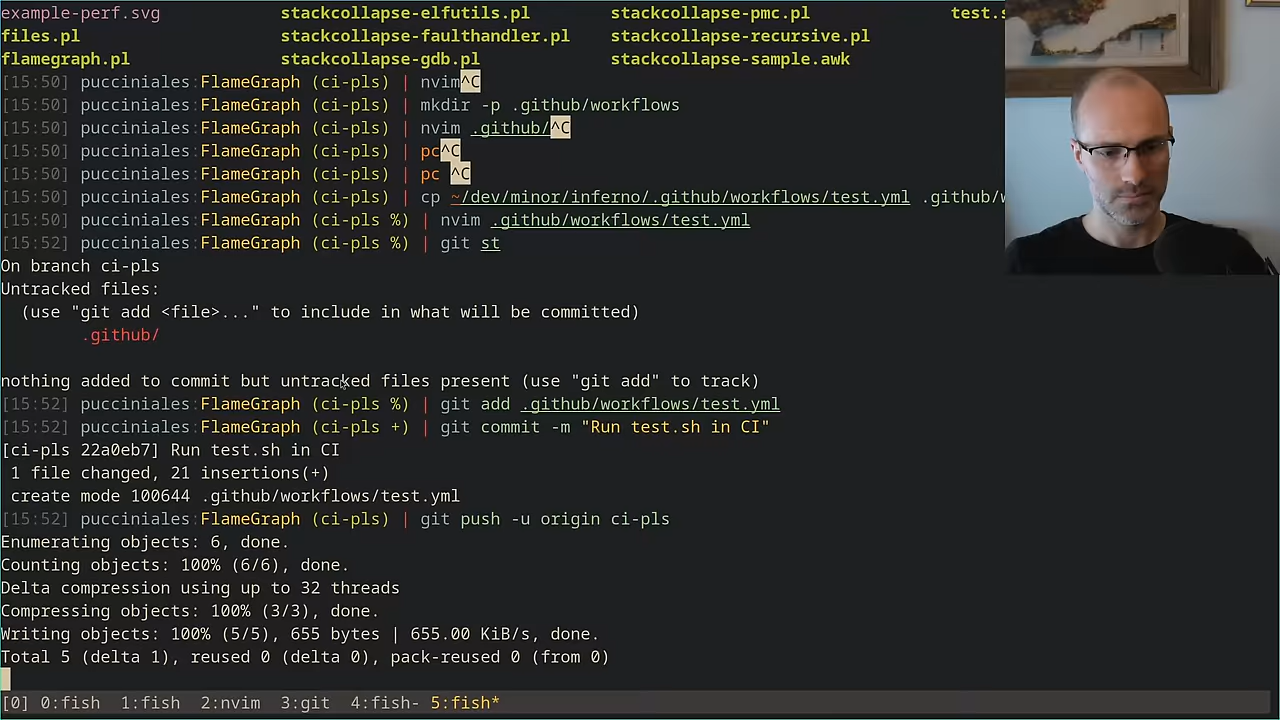 example-perf.svg stackcollapse-elfutils.pl stackcollapse-pmc.pl test.s
files.pl stackcollapse-faulthandler.pl stackcollapse-recursive.pl
flamegraph.pl stackcollapse-gdb.pl stackcollapse-sample.awk
[15:50] pucciniales:FlameGraph (ci-pls) | nvim^C
[15:50] pucciniales:FlameGraph (ci-pls) | mkdir -p .github/workflows
[15:50] pucciniales:FlameGraph (ci-pls) | nvim .github/^C
[15:50] pucciniales:FlameGraph (ci-pls) | pc^C
[15:50] pucciniales:FlameGraph (ci-pls) | pc ^C
[15:50] pucciniales:FlameGraph (ci-pls) | cp ~/dev/minor/inferno/.github/workflows/test.yml .github/w
[15:50] pucciniales:FlameGraph (ci-pls %) | nvim .github/workflows/test.yml
[15:52] pucciniales:FlameGraph (ci-pls %) | git st
On branch ci-pls
Untracked files:
(use "git add <file>..." to include in what will be committed)
.github/
nothing added to commit but untracked files present (use "git add" to track)
[15:52] pucciniales:FlameGraph (ci-pls %) | git add .github/workflows/test.yml
[15:52] pucciniales:FlameGraph (ci-pls +) | git commit -m "Run test.sh in CI"
[ci-pls 22a0eb7] Run test.sh in CI
1 file changed, 21 insertions(+)
create mode 100644 .github/workflows/test.yml
[15:52] pucciniales:FlameGraph (ci-pls) | git push -u origin ci-pls
Enumerating objects: 6, done.
Counting objects: 100% (6/6), done.
Delta compression using up to 32 threads
Compressing objects: 100% (3/3), done.
Writing objects: 100% (5/5), 655 bytes | 655.00 KiB/s, done.
Total 5 (delta 1), reused 0 (delta 0), pack-reused 0 (from 0)
[0] 0:fish 1:fish 2:nvim 3:git 4:fish- 5:fish*